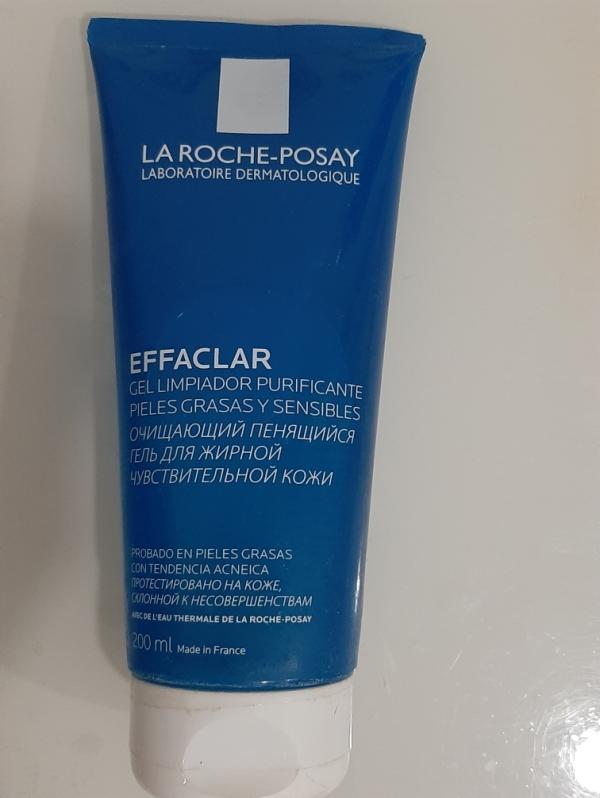 LA ROCHE-POSAY
LABORATOIRE DERMATOLOGIQUE
EFFACLAR
GEL LIMPIADOR PURIFICANTE
PIELES GRASAS Y SENSIBLES
ОЧИЩАЮЩИЙ ПЕНЯЩИЙСЯ
ГЕЛЬ ДЛЯ ЖИРНОЙ
ЧУВСТВИТЕЛЬНОЙ КОЖИ
PROBADO EN PIELES GRASAS
CON TENDENCIA ACNEICA
ПРОТЕСТИРОВАНО НА КОЖЕ,
СКЛОННОЙ К НЕСОВЕРШЕНСТВАМ
AVEC DE L'EAU THERMALE DE LA ROCHE-POSAY
200 ml Made in France